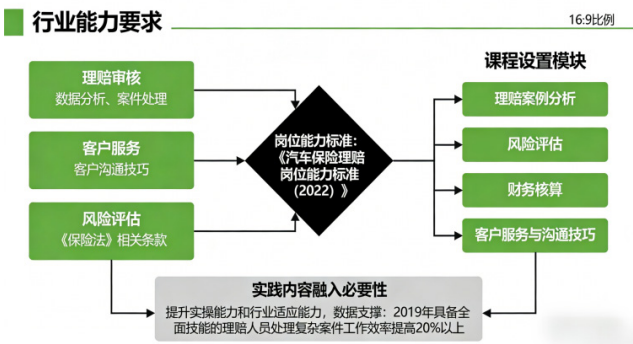 行业能力要求
16:9比例
理赔审核
数据分析、案件处理
客户服务
客户沟通技巧
风险评估
《保险法》相关条款
岗位能力标准：
《汽车保险理赔
岗位能力标准
（2022）》
课程设置模块
理赔案例分析
风险评估
财务核算
客户服务与沟通技巧
实践内容融入必要性
提升实操能力和行业适应能力，数据支撑：2019年具备全
面技能的理赔人员处理复杂案件工作效率提高20%以上